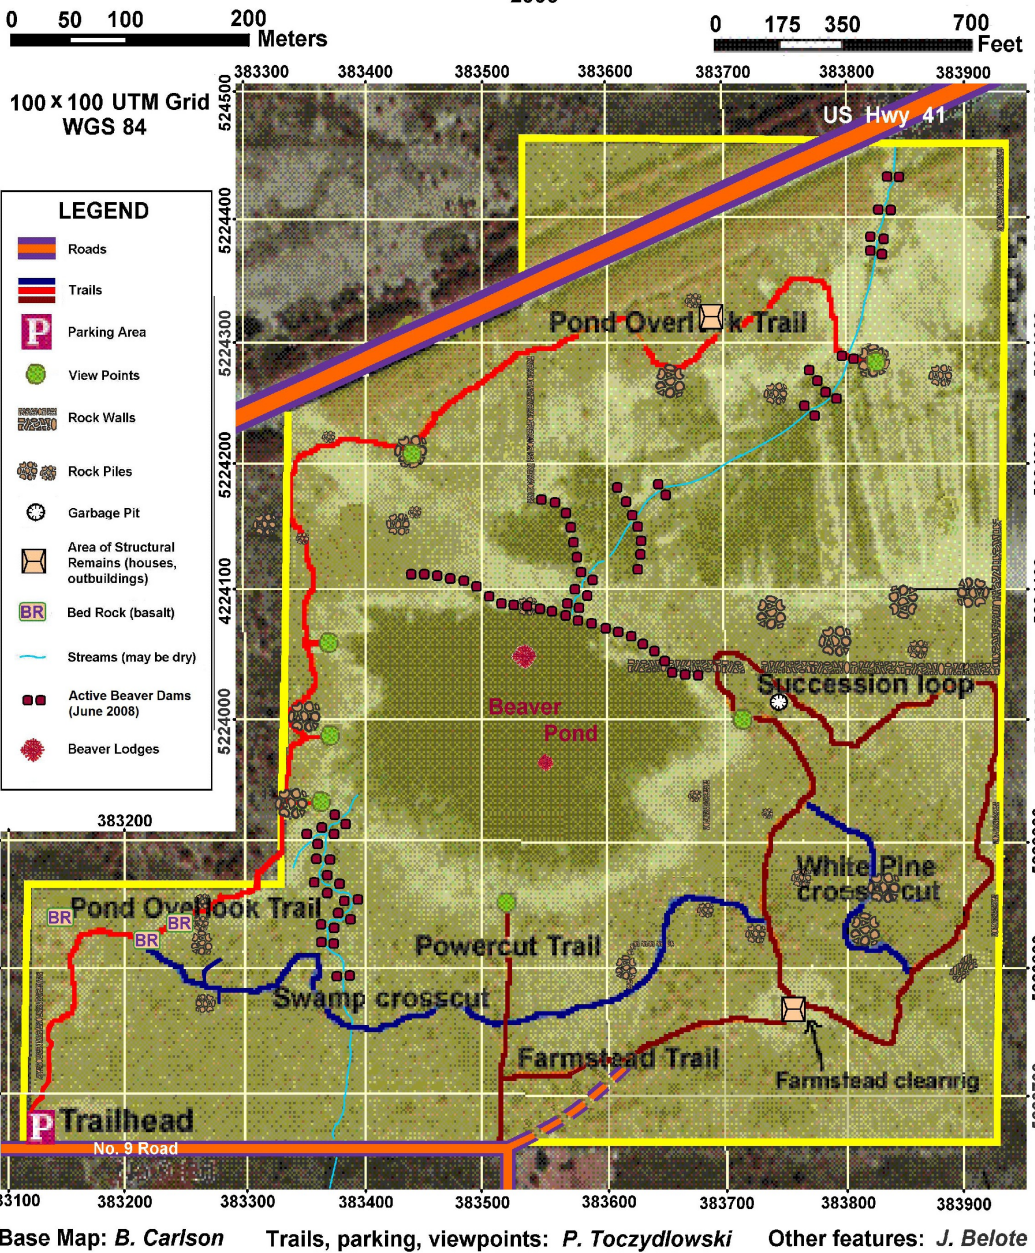 2008
0 50 100 200
Meters
0 175 350 700
Feet
100 x 100 UTM Grid
WGS 84
383300 383400 383500 383600 383700 383800 383900
5224500
US Hwy 41
LEGEND
Roads
Trails
P Parking Area
View Points
Rock Walls
Rock Piles
Garbage Pit
Area of Structural
Remains (houses,
outbuildings)
BR Bed Rock (basalt)
Streams (may be dry)
Active Beaver Dams
(June 2008)
Beaver Lodges
5224400
5224300
Pond Overl k Trail
5224200
4224100
5224000
Beaver
Pond
Succession loop
383200
White Pine
crosscut
Pond Overlook Trail
BR
BR
BR
Powercut Trail
Swamp crosscut
Farmstead Trail
Farmstead clearirig
P Trailhead
No. 9 Road
83100 383200 383300 383400 383500 383600 383700 383800 383900
Base Map: B. Carlson Trails, parking, viewpoints: P. Toczydlowski Other features: J. Belote